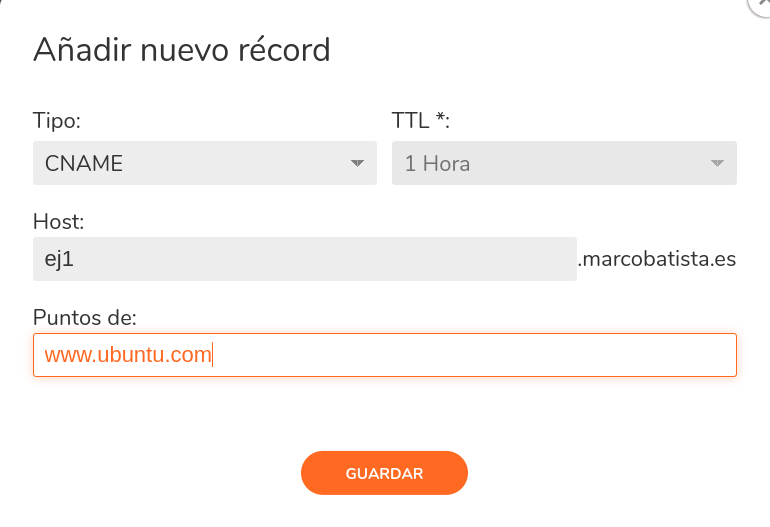 Añadir nuevo récord
Tipo: TTL *:
CNAME 1 Hora
Host:
ej1 .marcobatista.es
Puntos de:
www.ubuntu.com
GUARDAR